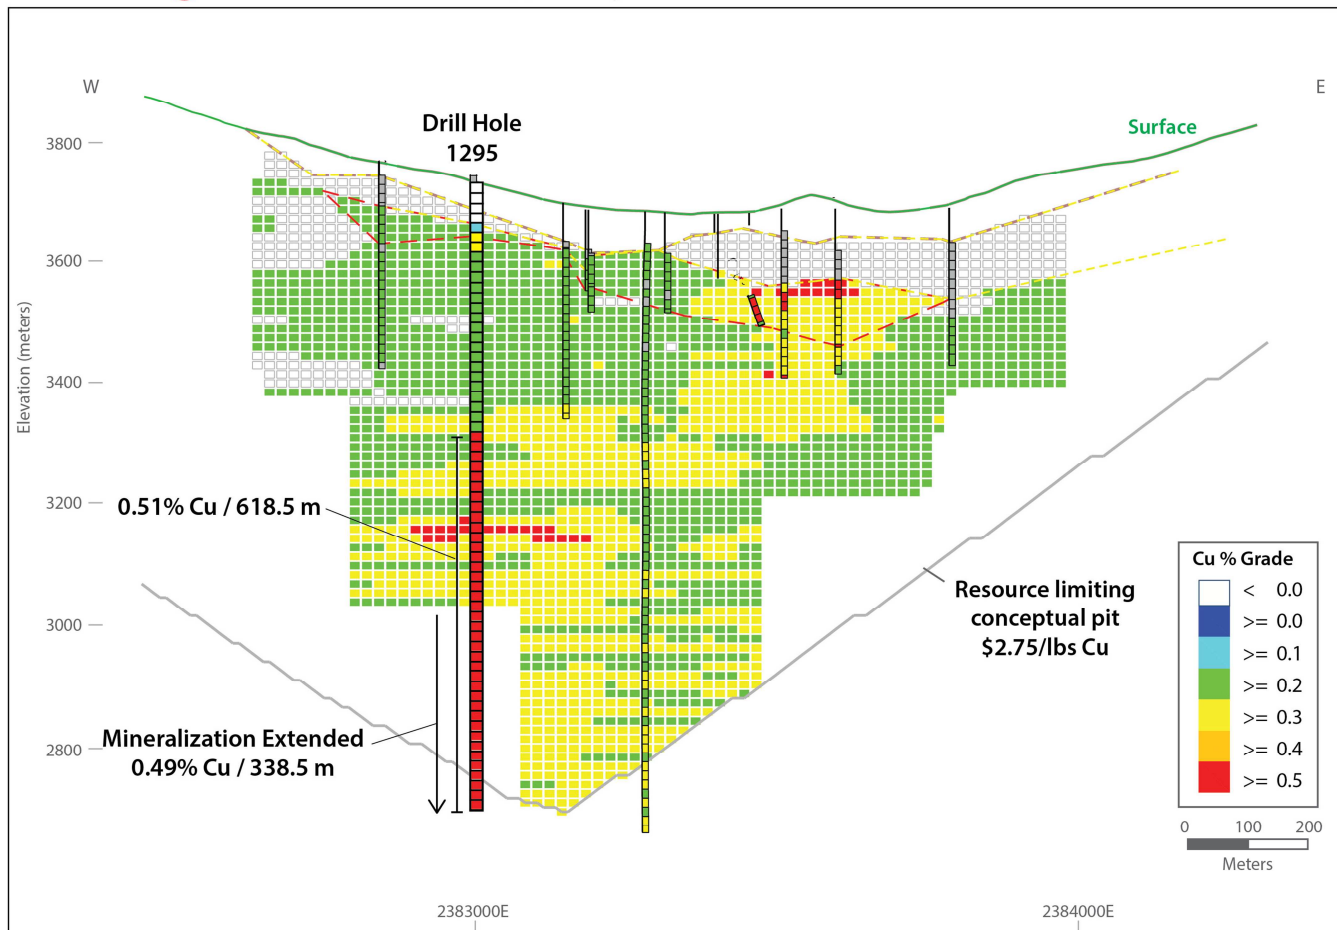 W
E
Drill Hole
1295
Surface
3800
3600
3400
3200
3000
2800
Elevation (meters)
0.51% Cu / 618.5 m
Mineralization Extended
0.49% Cu / 338.5 m
Resource limiting
conceptual pit
$2.75/lbs Cu
Cu % Grade
< 0.0
>= 0.0
>= 0.1
>= 0.2
>= 0.3
>= 0.4
>= 0.5
0 100 200
Meters
2383000E
2384000E